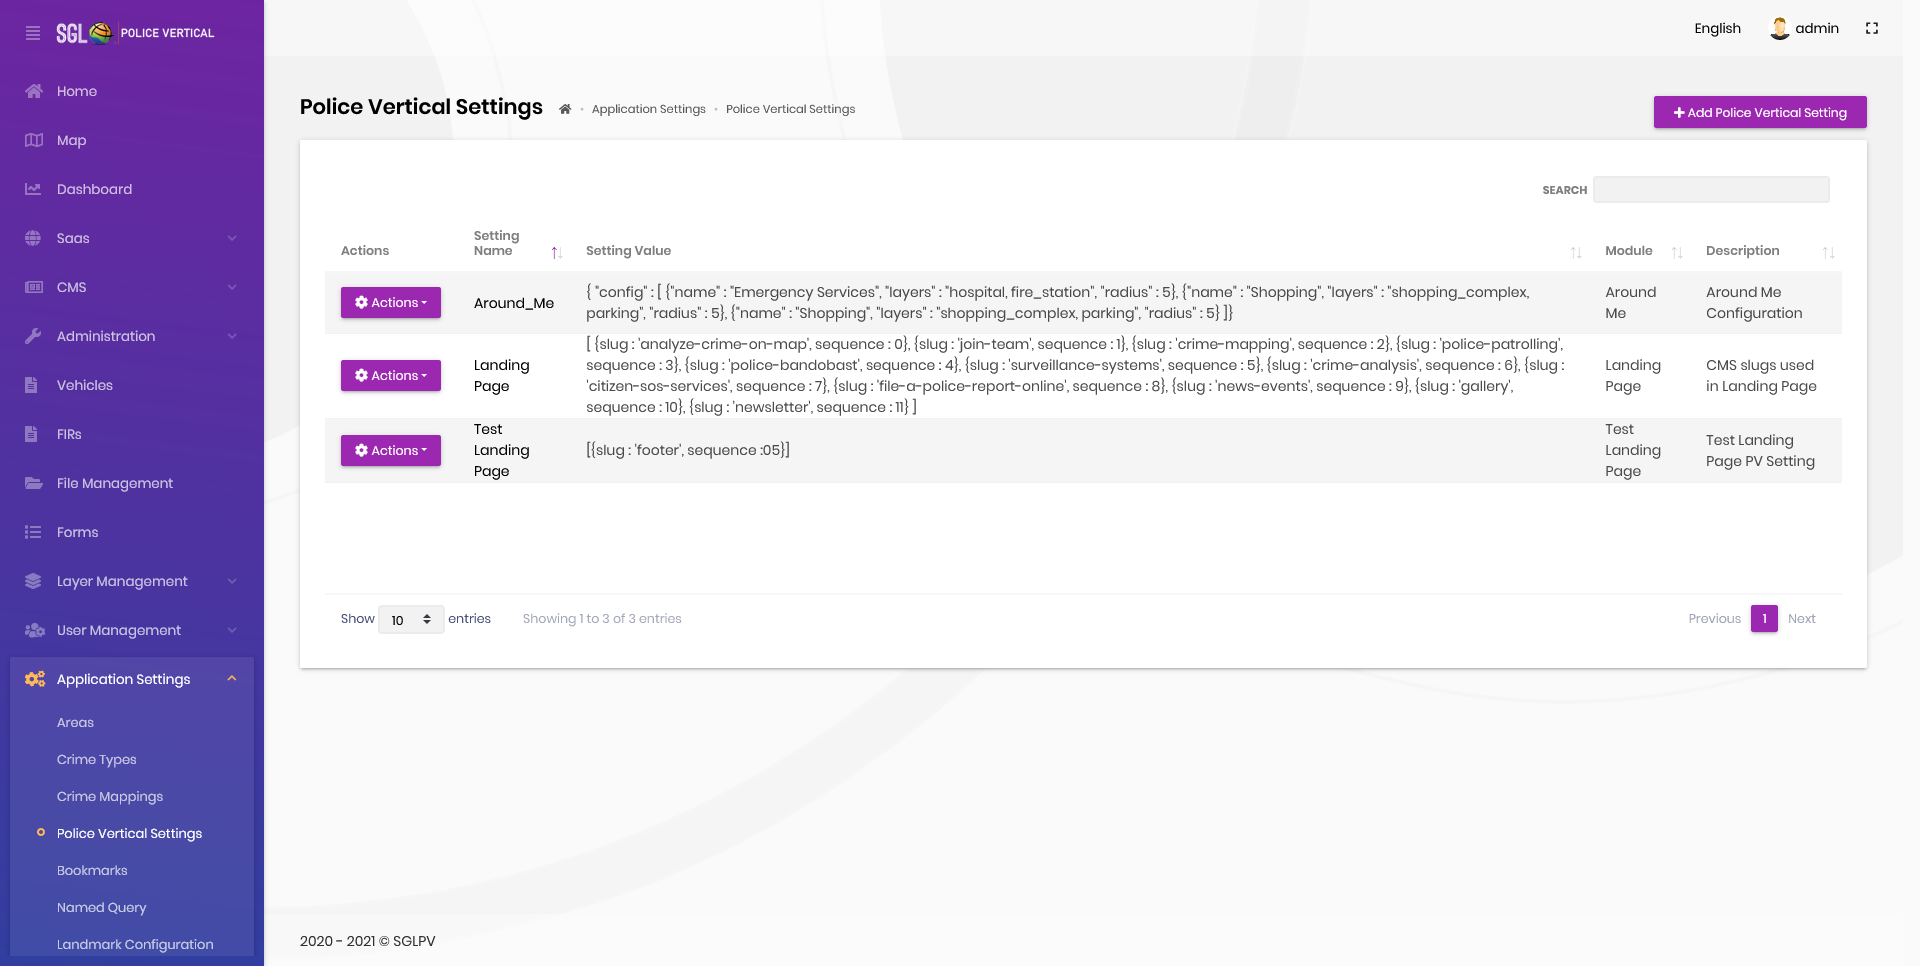 SGL POLICE VERTICAL
Home
Map
Dashboard
Saas
CMS
Administration
Vehicles
FIRs
File Management
Forms
Layer Management
User Management
Application Settings
Areas
Crime Types
Crime Mappings
Police Vertical Settings
Bookmarks
Named Query
Landmark Configuration
English admin
Police Vertical Settings
Application Settings Police Vertical Settings
+ Add Police Vertical Setting
SEARCH
Actions
Setting
Name
Setting Value
Module
Description
Actions
Around_Me
{ "config" : [ {"name" : "Emergency Services", "layers" : "hospital, fire_station", "radius" : 5}, {"name" : "Shopping", "layers" : "shopping_complex,
parking", "radius" : 5}, {"name" : "Shopping", "layers" : "shopping_complex, parking", "radius" : 5} ]}
Around
Me
Around Me
Configuration
Actions
Landing
Page
[ {slug : 'analyze-crime-on-map', sequence : 0}, {slug : 'join-team', sequence : 1}, {slug : 'crime-mapping', sequence : 2}, {slug : 'police-patrolling',
sequence : 3}, {slug : 'police-bandobast', sequence : 4}, {slug : 'surveillance-systems', sequence : 5}, {slug : 'crime-analysis', sequence : 6}, {slug :
'citizen-sos-services', sequence : 7}, {slug : 'file-a-police-report-online', sequence : 8}, {slug : 'news-events', sequence : 9}, {slug : 'gallery',
sequence : 10}, {slug : 'newsletter', sequence : 11} ]
Landing
Page
CMS slugs used
in Landing Page
Actions
Test
Landing
Page
[{slug : 'footer', sequence :05}]
Test
Landing
Page
Test Landing
Page PV Setting
Show 10 entries
Showing 1 to 3 of 3 entries
Previous 1 Next
2020 - 2021 © SGLPV